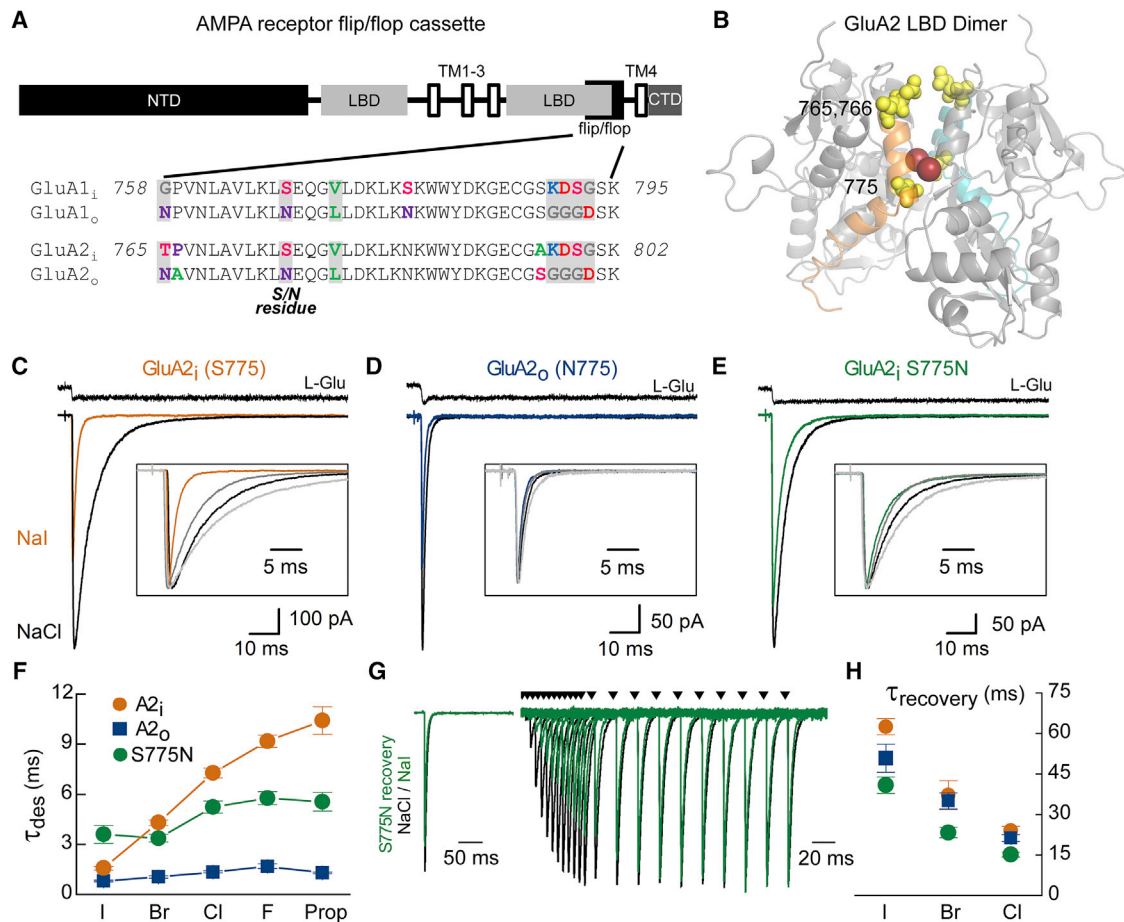 A
AMPA receptor flip/flop cassette
NTD
LBD
TM1-3
LBD
TM4
CTD
flip/flop
GluA1i 758 GPVNLAVLKLSEQGVLDKLKSKWWYDKGECGSKDSGSK 795
GluA1o NPVNLAVLKLNEQGLLDKLKNKWWYDKGECGSGGGDSK
GluA2i 765 TPVNLAVLKLSEQGVLDKLKNKWWYDKGECGAKDSGSK 802
GluA2o NAVNLAVLKLNEQGLLDKLKNKWWYDKGECGSGGGDSK
S/N
residue
B
GluA2 LBD Dimer
765,766
775
C
GluA2i (S775)
L-Glu
NaI
NaCl
5 ms
100 pA
10 ms
D
GluA2o (N775)
L-Glu
5 ms
50 pA
10 ms
E
GluA2i S775N
L-Glu
5 ms
50 pA
10 ms
F
τdes (ms)
12
9
6
3
0
A2i
A2o
S775N
I Br Cl F Prop
G
S775N recovery
NaCl / NaI
50 ms
20 ms
H
τrecovery (ms)
75
60
45
30
15
0
I Br Cl